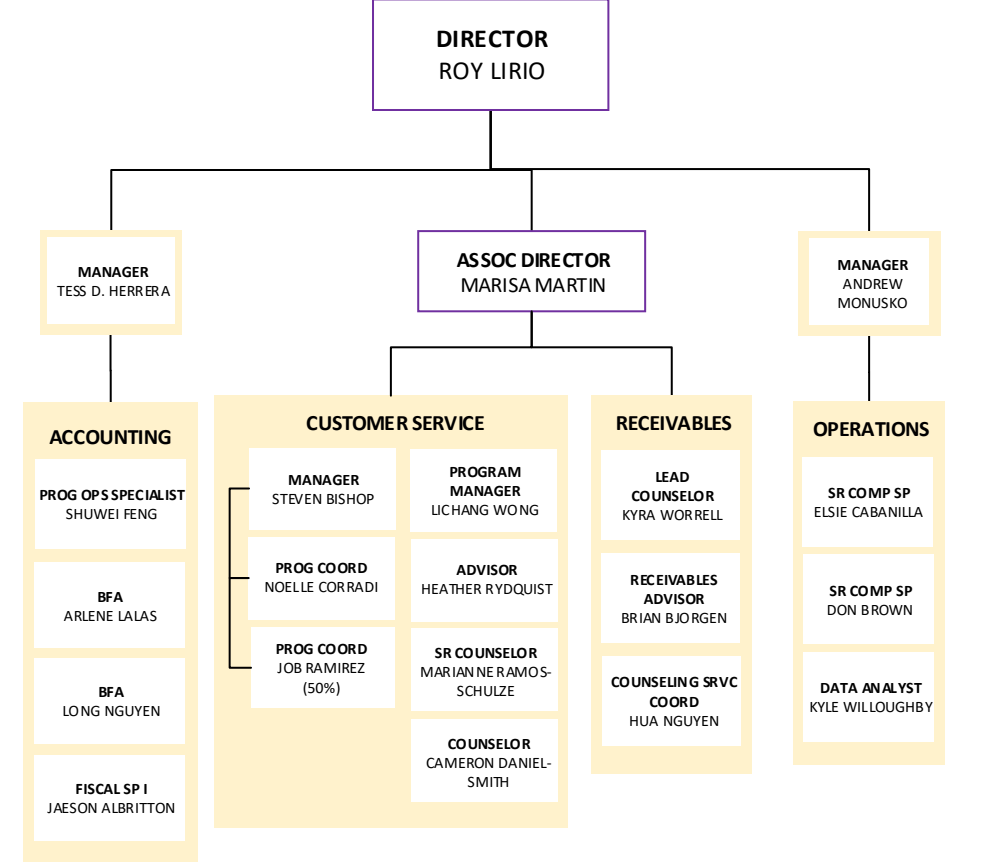 DIRECTOR
ROY LIRIO
MANAGER
TESS D. HERRERA
ASSOC DIRECTOR
MARISA MARTIN
MANAGER
ANDREW
MONUSKO
ACCOUNTING
PROG OPS SPECIALIST
SHUWEI FENG
BFA
ARLENE LALAS
BFA
LONG NGUYEN
FISCAL SP I
JAESON ALBRITTON
CUSTOMER SERVICE
MANAGER
STEVEN BISHOP
PROG COORD
NOELLE CORRADI
PROG COORD
JOB RAMIREZ
(50%)
PROGRAM
MANAGER
LICHANG WONG
ADVISOR
HEATHER RYDQUIST
SR COUNSELOR
MARIANNE RAMOS-
SCHULZE
COUNSELOR
CAMERON DANIEL-
SMITH
RECEIVABLES
LEAD
COUNSELOR
KYRA WORRELL
RECEIVABLES
ADVISOR
BRIAN BJORGEN
COUNSELING SRVC
COORD
HUA NGUYEN
OPERATIONS
SR COMP SP
ELSIE CABANILLA
SR COMP SP
DON BROWN
DATA ANALYST
KYLE WILLOUGHBY